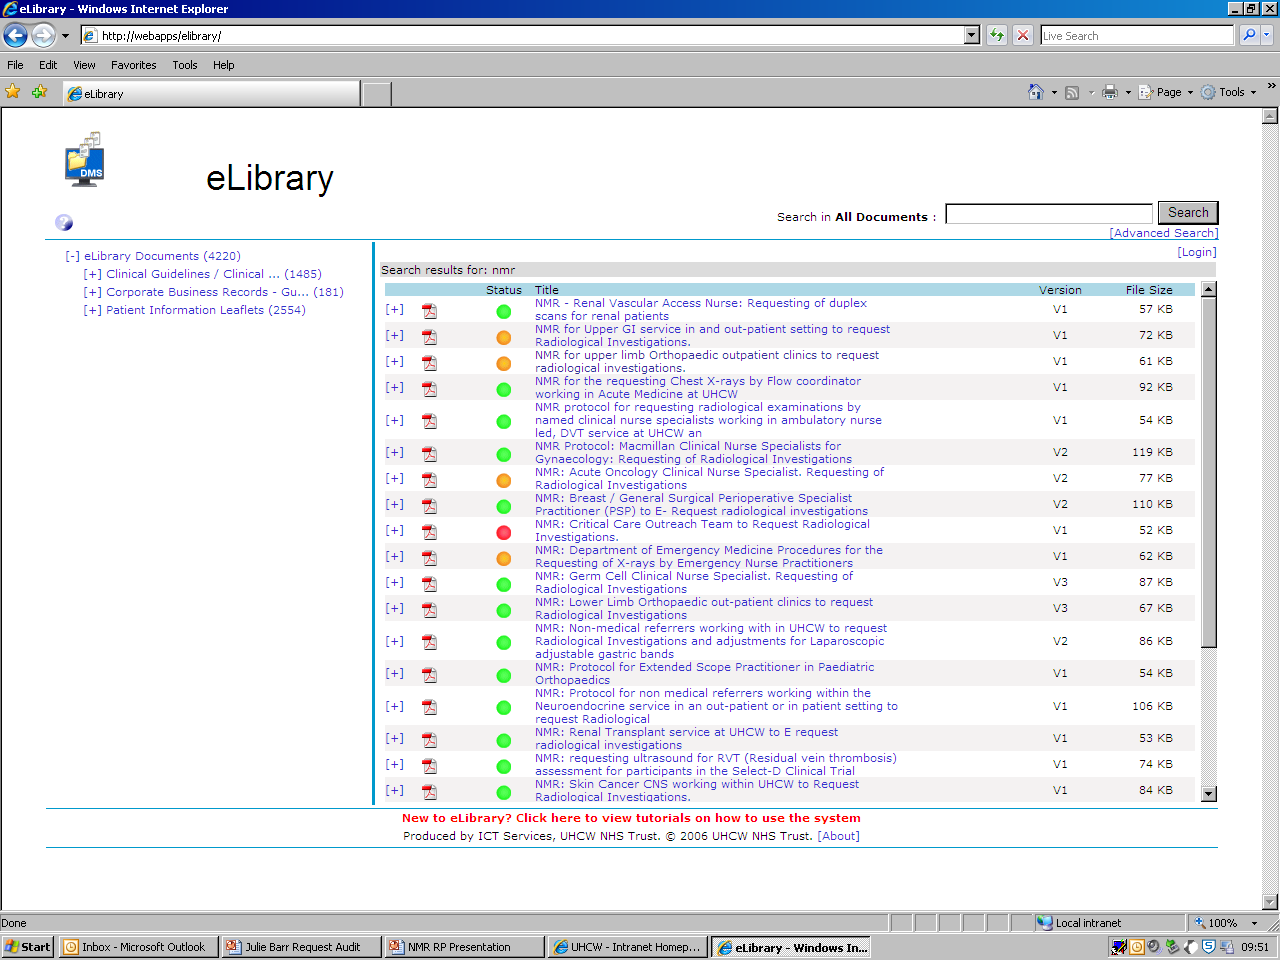 eLibrary - Windows Internet Explorer
http://webapps/elibrary/
Live Search
File Edit View Favorites Tools Help
eLibrary
Page Tools
DMS
eLibrary
Search in All Documents : Search
[Advanced Search]
[Login]
[-] eLibrary Documents (4220)
[+] Clinical Guidelines / Clinical ... (1485)
[+] Corporate Business Records - Gu... (181)
[+] Patient Information Leaflets (2554)
Search results for: nmr
Status Title Version File Size
[+] NMR - Renal Vascular Access Nurse: Requesting of duplex
scans for renal patients V1 57 KB
[+] NMR for Upper GI service in and out-patient setting to request
Radiological Investigations. V1 72 KB
[+] NMR for upper limb Orthopaedic outpatient clinics to request
radiological investigations. V1 61 KB
[+] NMR for the requesting Chest X-rays by Flow coordinator
working in Acute Medicine at UHCW V1 92 KB
NMR protocol for requesting radiological examinations by
[+] named clinical nurse specialists working in ambulatory nurse V1 54 KB
led, DVT service at UHCW an
[+] NMR Protocol: Macmillan Clinical Nurse Specialists for
Gynaecology: Requesting of Radiological Investigations V2 119 KB
[+] NMR: Acute Oncology Clinical Nurse Specialist. Requesting of
Radiological Investigations V2 77 KB
[+] NMR: Breast / General Surgical Perioperative Specialist
Practitioner (PSP) to E- Request radiological investigations V2 110 KB
[+] NMR: Critical Care Outreach Team to Request Radiological
Investigations. V1 52 KB
[+] NMR: Department of Emergency Medicine Procedures for the
Requesting of X-rays by Emergency Nurse Practitioners V1 62 KB
[+] NMR: Germ Cell Clinical Nurse Specialist. Requesting of
Radiological Investigations V3 87 KB
[+] NMR: Lower Limb Orthopaedic out-patient clinics to request
Radiological Investigations V3 67 KB
NMR: Non-medical referrers working with in UHCW to request
[+] Radiological Investigations and adjustments for Laparoscopic V2 86 KB
adjustable gastric bands
[+] NMR: Protocol for Extended Scope Practitioner in Paediatric
Orthopaedics V1 54 KB
NMR: Protocol for non medical referrers working within the
[+] Neuroendocrine service in an out-patient or in patient setting to V1 106 KB
request Radiological
[+] NMR: Renal Transplant service at UHCW to E request
radiological investigations V1 53 KB
[+] NMR: requesting ultrasound for RVT (Residual vein thrombosis)
assessment for participants in the Select-D Clinical Trial V1 74 KB
[+] NMR: Skin Cancer CNS working within UHCW to Request
Radiological Investigations. V1 84 KB
New to eLibrary? Click here to view tutorials on how to use the system
Produced by ICT Services, UHCW NHS Trust. © 2006 UHCW NHS Trust. [About]
Done Local intranet 100%
Start Inbox - Microsoft Outlook Julie Barr Request Audit NMR RP Presentation UHCW - Intranet Homep... eLibrary - Windows In... 09:51